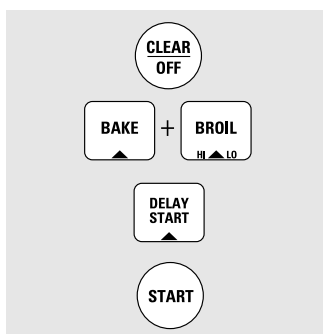 CLEAR
OFF
BAKE + BROIL
HI LO
DELAY
START
START